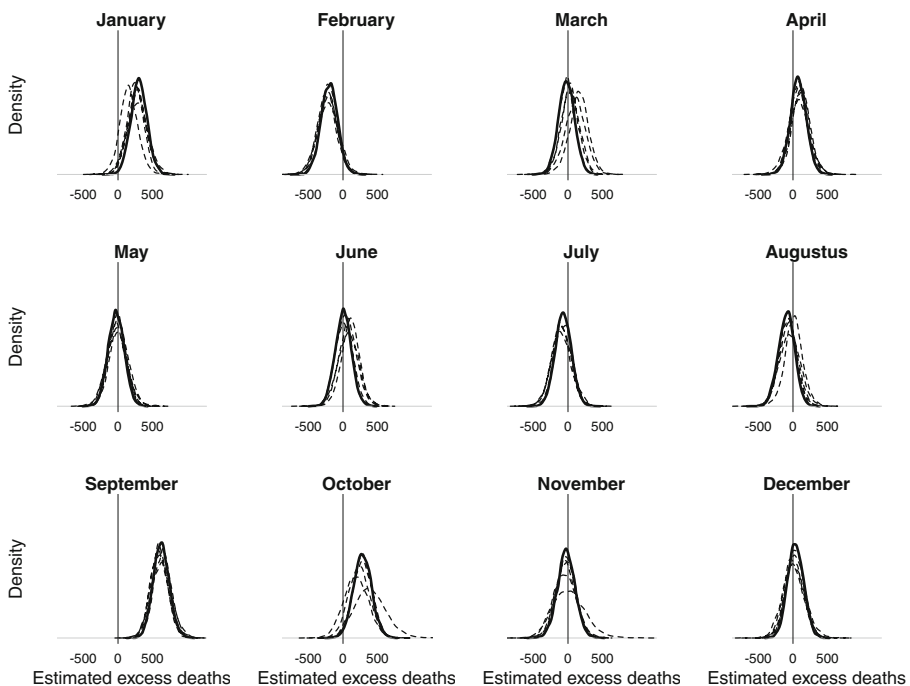 January February March April
Density
-500 0 500 -500 0 500 -500 0 500 -500 0 500
May June July Augustus
Density
-500 0 500 -500 0 500 -500 0 500 -500 0 500
September October November December
Density
-500 0 500 -500 0 500 -500 0 500 -500 0 500
Estimated excess deaths Estimated excess deaths Estimated excess deaths Estimated excess deaths